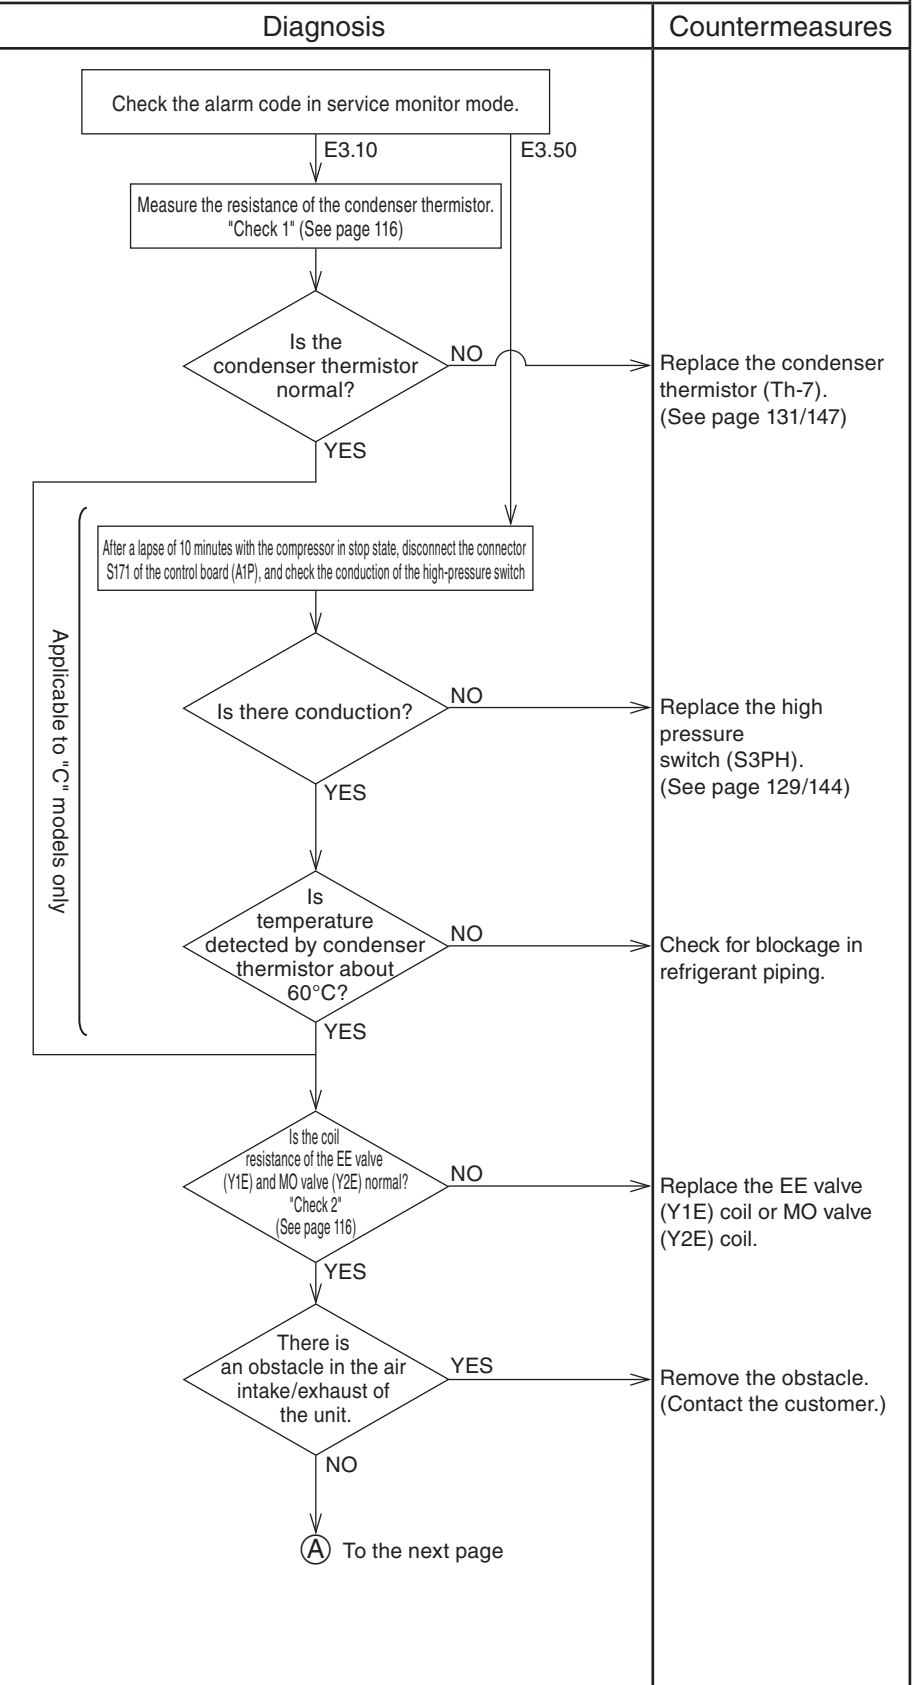 Diagnosis
Countermeasures
Check the alarm code in service monitor mode.
E3.10
E3.50
Measure the resistance of the condenser thermistor.
"Check 1" (See page 116)
Is the
condenser thermistor
normal?
NO
Replace the condenser
thermistor (Th-7).
(See page 131/147)
YES
Applicable to "C" models only
After a lapse of 10 minutes with the compressor in stop state, disconnect the connector
S171 of the control board (A1P), and check the conduction of the high-pressure switch
Is there conduction?
NO
Replace the high
pressure
switch (S3PH).
(See page 129/144)
YES
Is
temperature
detected by condenser
thermistor about
60°C?
NO
Check for blockage in
refrigerant piping.
YES
Is the coil
resistance of the EE valve
(Y1E) and MO valve (Y2E) normal?
"Check 2"
(See page 116)
NO
Replace the EE valve
(Y1E) coil or MO valve
(Y2E) coil.
YES
There is
an obstacle in the air
intake/exhaust of
the unit.
YES
Remove the obstacle.
(Contact the customer.)
NO
A To the next page